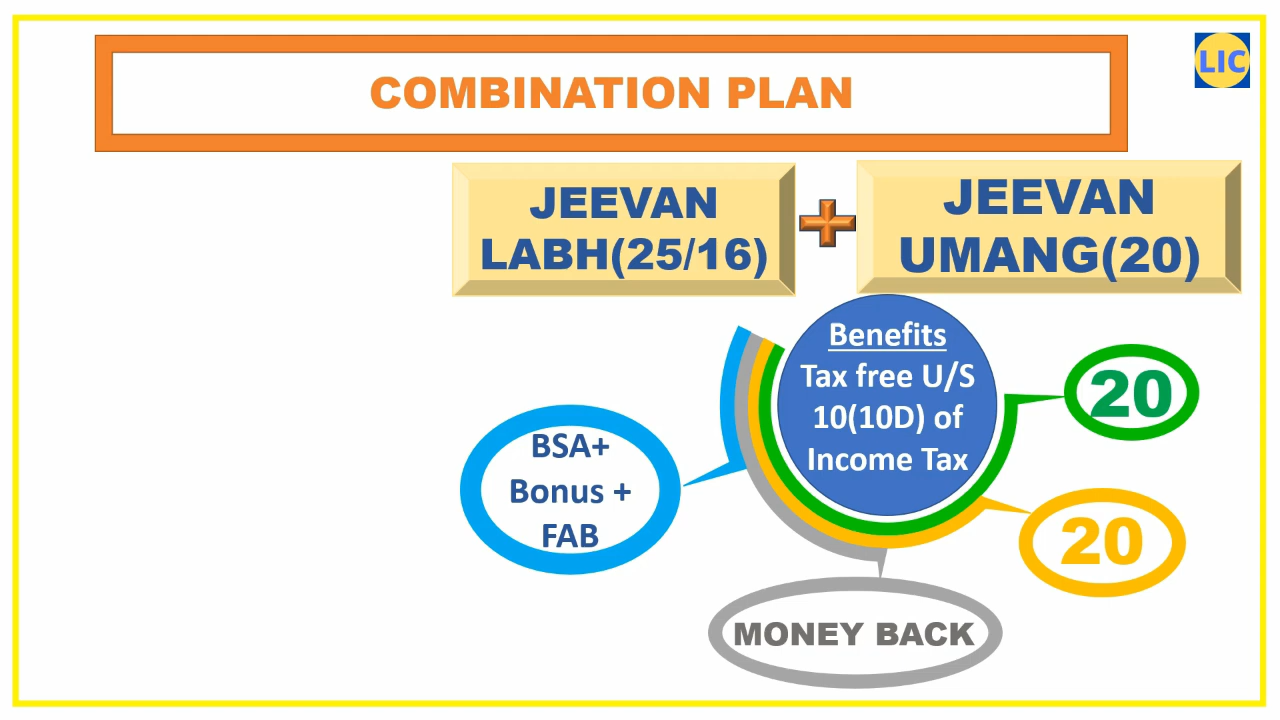 COMBINATION PLAN
LIC
JEEVAN
LABH(25/16)
JEEVAN
UMANG(20)
Benefits
Tax free U/S
10(10D) of
Income Tax
20
BSA+
Bonus +
FAB
20
MONEY BACK